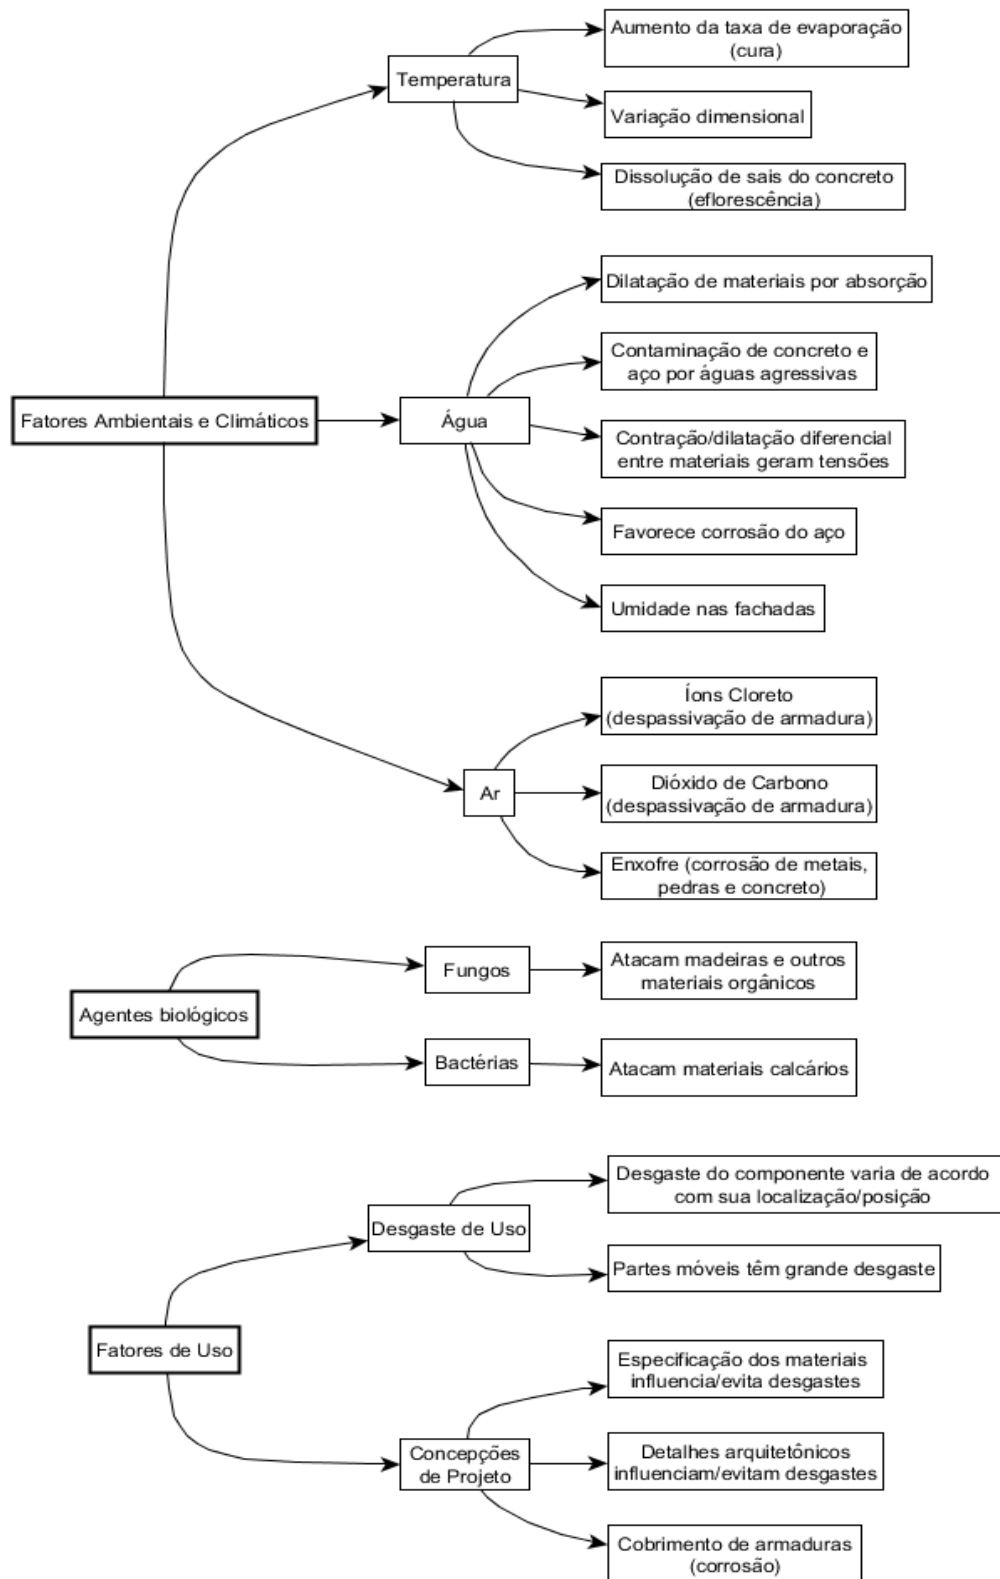 Aumento da taxa de evaporação
(cura)
Temperatura
Variação dimensional
Dissolução de sais do concreto
(eflorescência)
Dilatação de materiais por absorção
Contaminação de concreto e
aço por águas agressivas
Fatores Ambientais e Climáticos
Água
Contração/dilatação diferencial
entre materiais geram tensões
Favorece corrosão do aço
Umidade nas fachadas
Íons Cloreto
(despassivação de armadura)
Ar
Dióxido de Carbono
(despassivação de armadura)
Enxofre (corrosão de metais,
pedras e concreto)
Agentes biológicos
Fungos
Atacam madeiras e outros
materiais orgânicos
Bactérias
Atacam materiais calcários
Desgaste do componente varia de acordo
com sua localização/posição
Desgaste de Uso
Partes móveis têm grande desgaste
Fatores de Uso
Especificação dos materiais
influencia/evita desgastes
Concepções
de Projeto
Detalhes arquitetônicos
influenciam/evitam desgastes
Cobrimento de armaduras
(corrosão)